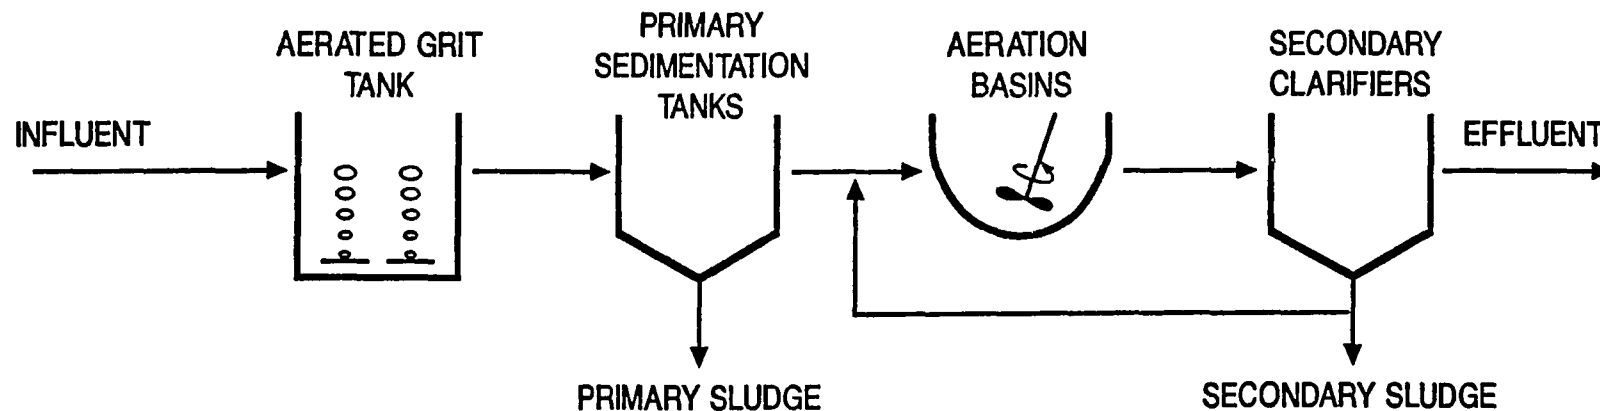 AERATED GRIT
TANK
PRIMARY
SEDIMENTATION
TANKS
AERATION
BASINS
SECONDARY
CLARIFIERS
INFLUENT
EFFLUENT
PRIMARY SLUDGE
SECONDARY SLUDGE